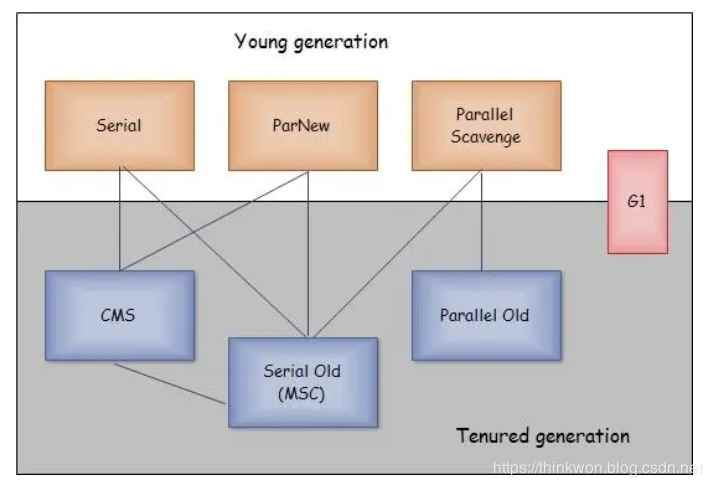 Young generation
Serial
ParNew
Parallel
Scavenge
G1
CMS
Serial Old
(MSC)
Parallel Old
Tenured generation
https://thinkwon.blog.csdn.net